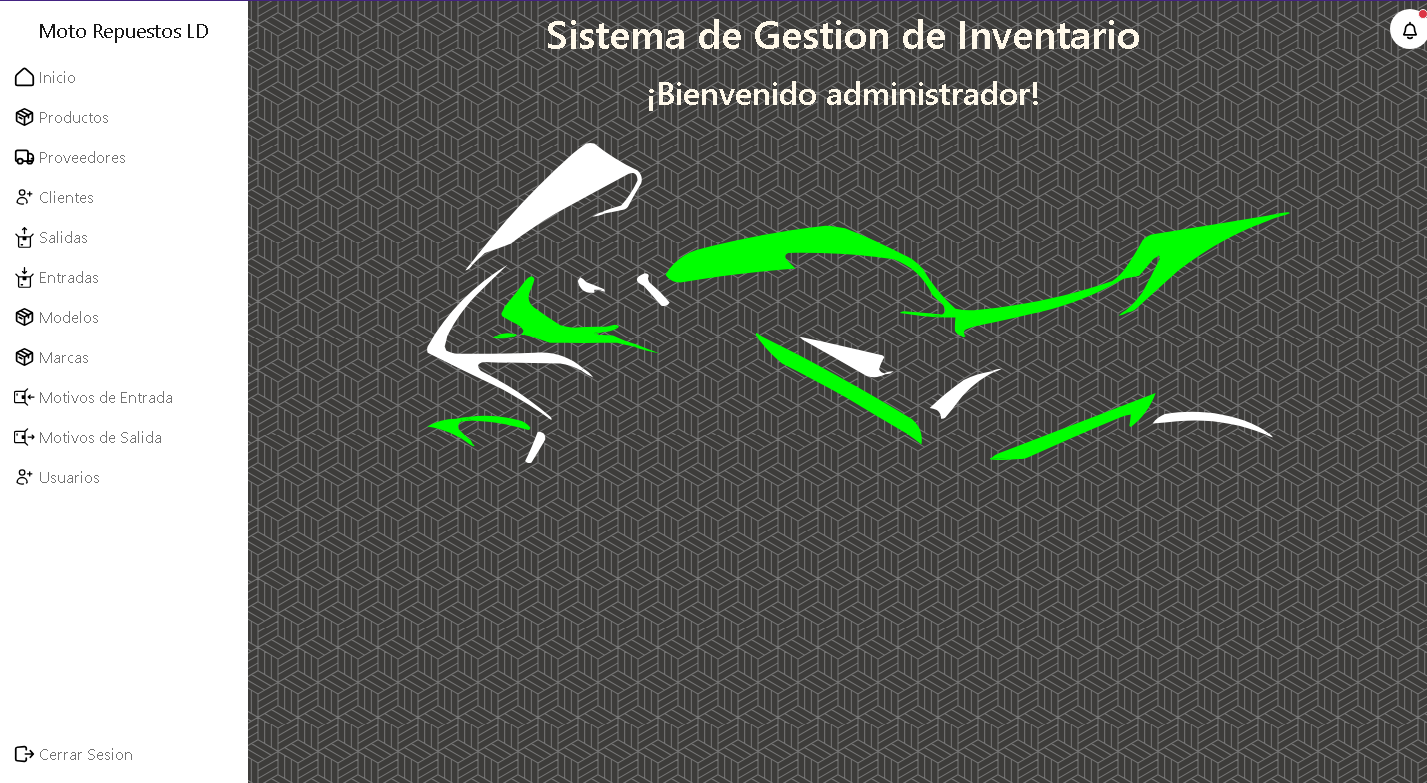 Moto Repuestos LD
Inicio
Productos
Proveedores
Clientes
Salidas
Entradas
Modelos
Marcas
Motivos de Entrada
Motivos de Salida
Usuarios
Cerrar Sesion
Sistema de Gestion de Inventario
¡Bienvenido administrador!